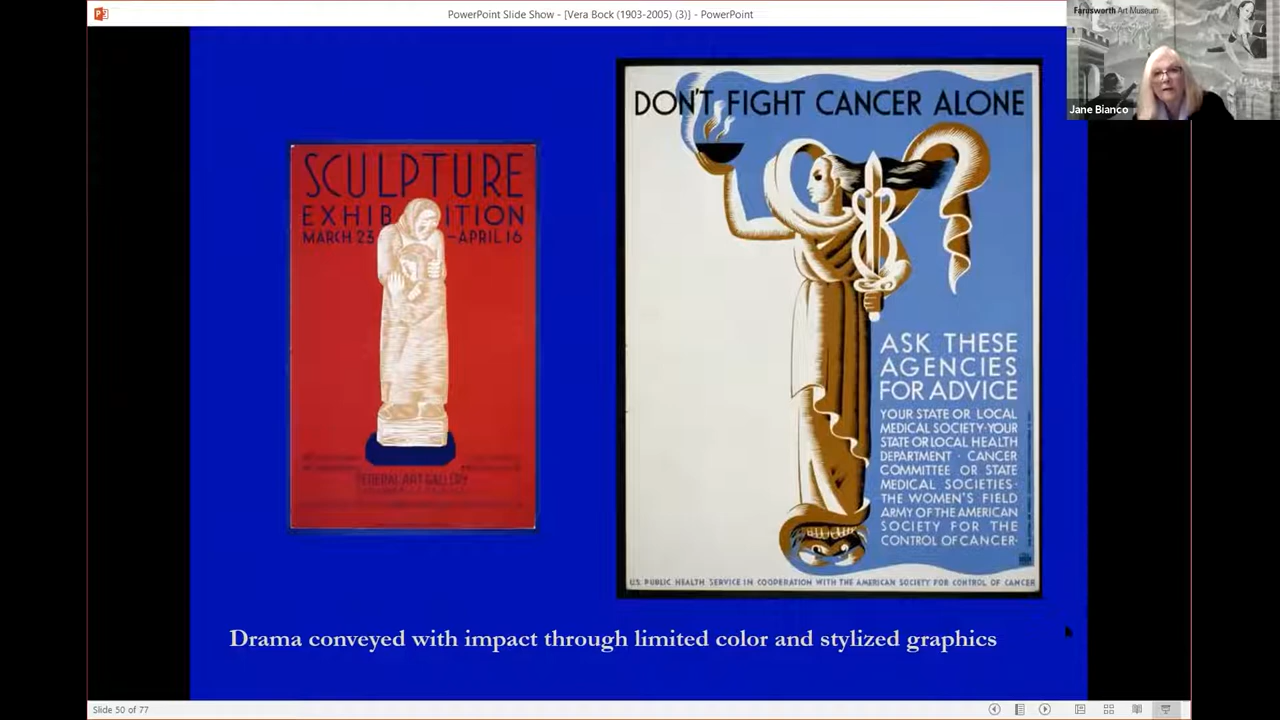 PowerPoint Slide Show - [Vera Bock (1903-2005) (3)] - PowerPoint
Farnsworth Art Museum
Jane Bianco
SCULPTURE
EXHIBITION
MARCH 23 - APRIL 16
FEDERAL ART GALLERY
DON'T FIGHT CANCER ALONE
ASK THESE
AGENCIES
FOR ADVICE
YOUR STATE OR LOCAL
MEDICAL SOCIETY·YOUR
STATE OR LOCAL HEALTH
DEPARTMENT · CANCER
COMMITTEE OR STATE
MEDICAL SOCIETIES·
THE WOMEN'S FIELD
ARMY OF THE AMERICAN
SOCIETY FOR THE
CONTROL OF CANCER·
U.S. PUBLIC HEALTH SERVICE IN COOPERATION WITH THE AMERICAN SOCIETY FOR CONTROL OF CANCER
Drama conveyed with impact through limited color and stylized graphics
Slide 50 of 77